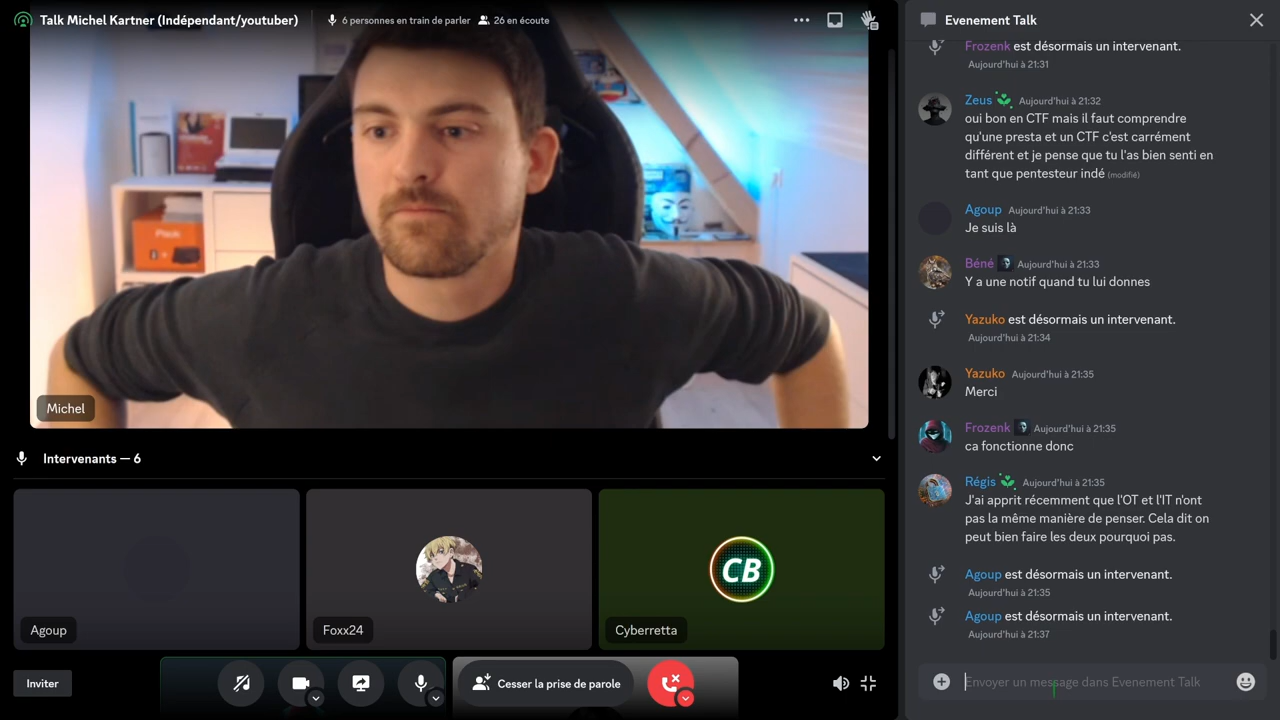 Talk Michel Kartner (Indépendant/youtuber)
6 personnes en train de parler
26 en écoute
Michel
Intervenants — 6
Agoup
Foxx24
CB
Cyberretta
Inviter
Cesser la prise de parole
Evenement Talk
Frozenk est désormais un intervenant.
Aujourd'hui à 21:31
Zeus Aujourd'hui à 21:32
oui bon en CTF mais il faut comprendre
qu'une presta et un CTF c'est carrément
différent et je pense que tu l'as bien senti en
tant que pentesteur indé (modifié)
Agoup Aujourd'hui à 21:33
Je suis là
Béné Aujourd'hui à 21:33
Y a une notif quand tu lui donnes
Yazuko est désormais un intervenant.
Aujourd'hui à 21:34
Yazuko Aujourd'hui à 21:35
Merci
Frozenk Aujourd'hui à 21:35
ca fonctionne donc
Régis Aujourd'hui à 21:35
J'ai apprit récemment que l'OT et l'IT n'ont
pas la même manière de penser. Cela dit on
peut bien faire les deux pourquoi pas.
Agoup est désormais un intervenant.
Aujourd'hui à 21:35
Agoup est désormais un intervenant.
Aujourd'hui à 21:37
Envoyer un message dans Evenement Talk